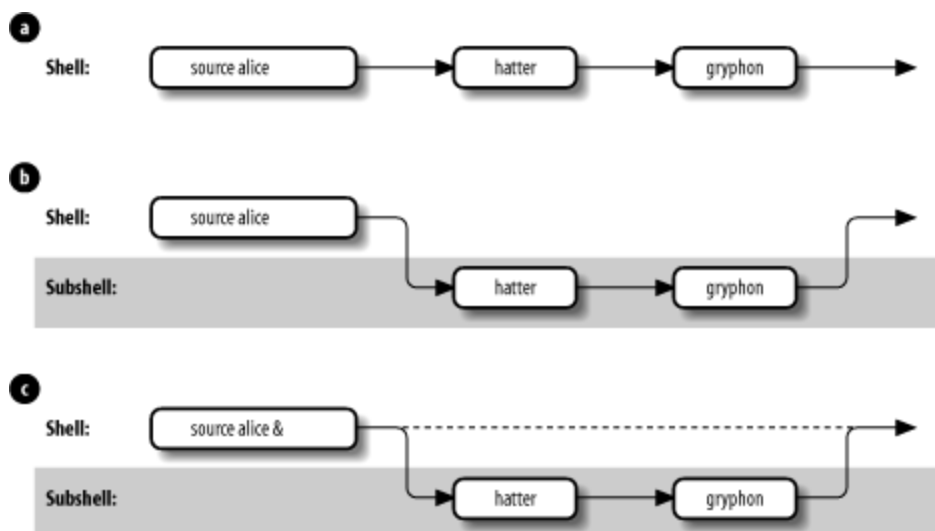 a
Shell: source alice hatter gryphon
b
Shell: source alice
Subshell: hatter gryphon
c
Shell: source alice &
Subshell: hatter gryphon